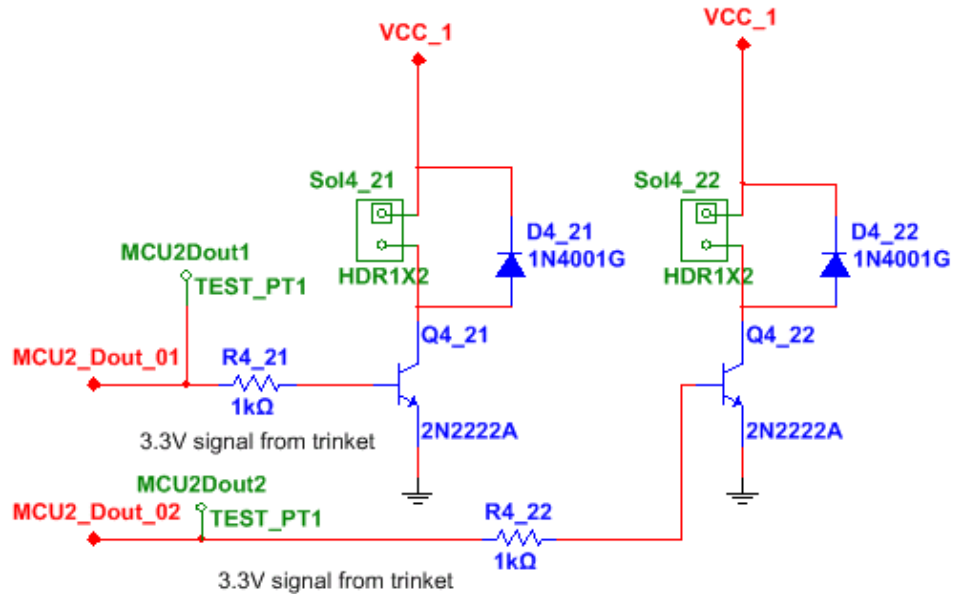 VCC_1
VCC_1
Sol4_21
Sol4_22
D4_21
1N4001G
D4_22
1N4001G
MCU2Dout1
TEST_PT1
HDR1X2
HDR1X2
Q4_21
Q4_22
MCU2_Dout_01
R4_21
1kΩ
2N2222A
2N2222A
3.3V signal from trinket
MCU2Dout2
TEST_PT1
MCU2_Dout_02
R4_22
1kΩ
3.3V signal from trinket